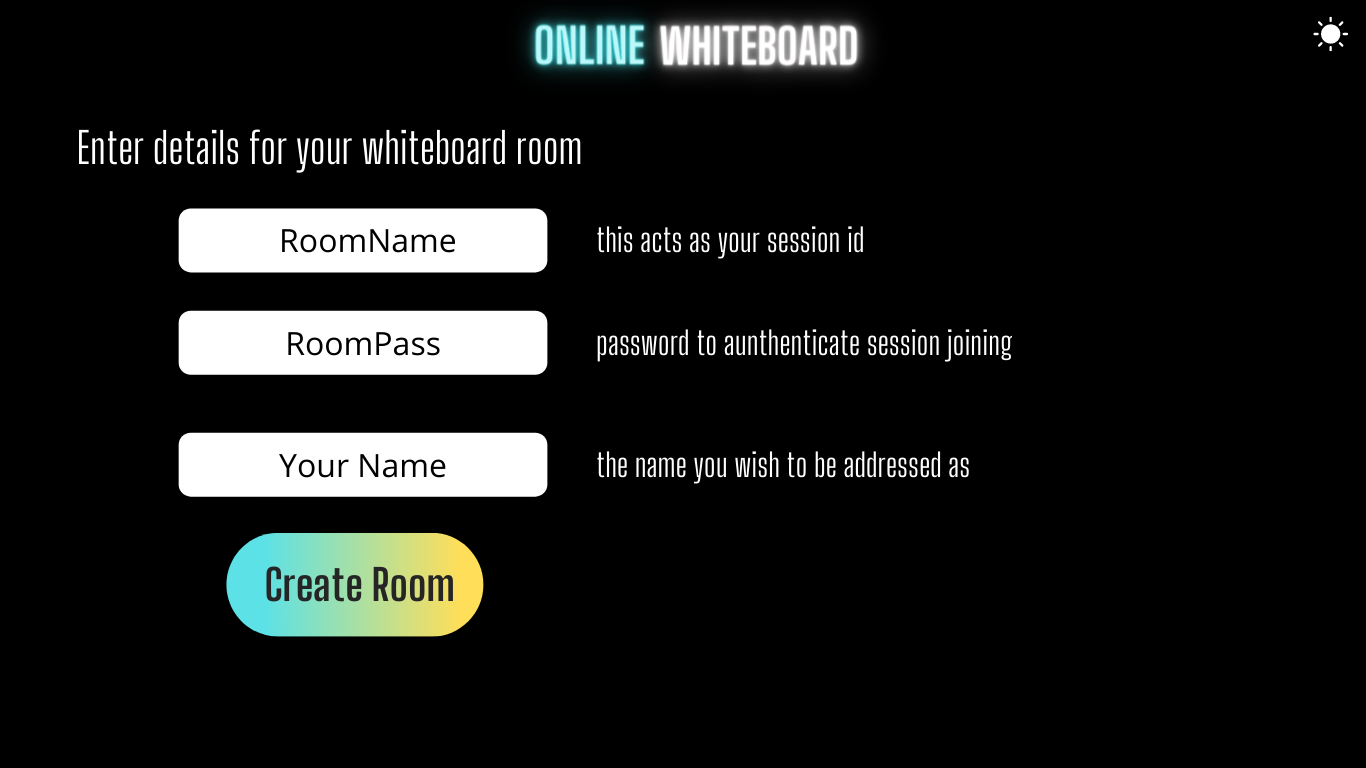 ONLINE WHITEBOARD
Enter details for your whiteboard room
RoomName
this acts as your session id
RoomPass
password to aunthenticate session joining
Your Name
the name you wish to be addressed as
Create Room